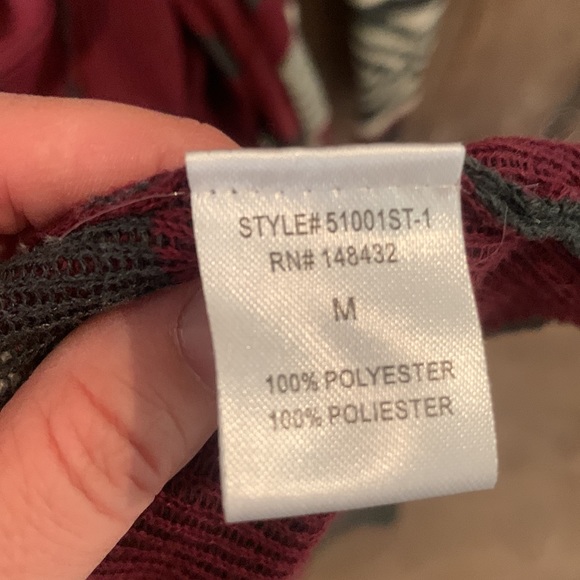 STYLE# 51001ST-1
RN# 148432
M
100% POLYESTER
100% POLIESTER